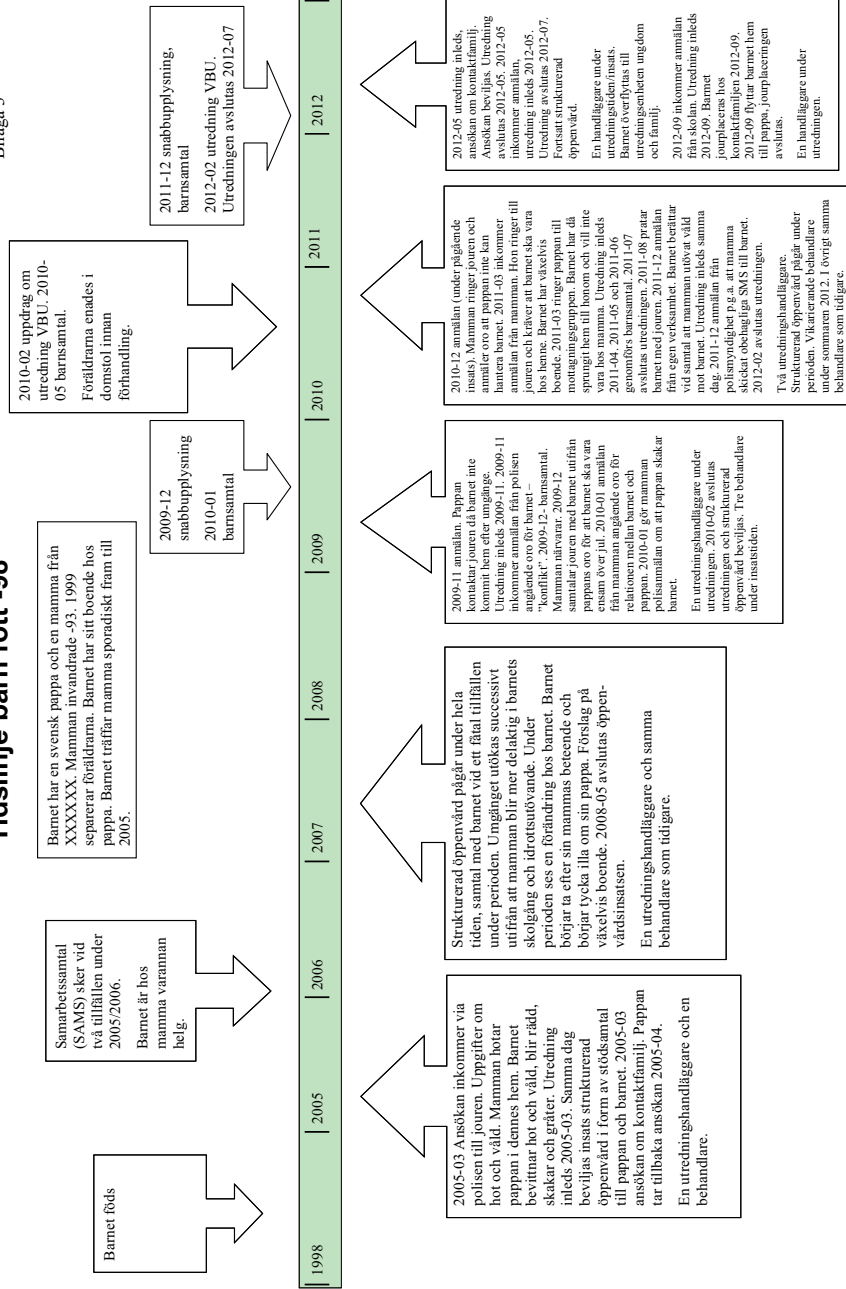 Bilaga 3
Tidslinje barn fött -98
Barnet föds
Samarbetssamtal
(SAMS) sker vid
två tillfällen under
2005/2006.
Barnet är hos
mamma varannan
helg.
Barnet har en svensk pappa och en mamma från
XXXXXX. Mamman invandrade -93. 1999
separerar föräldrarna. Barnet har sitt boende hos
pappa. Barnet träffar mamma sporadiskt fram till
2005.
2009-12
snabbupplysning
2010-01
barnsamtal
2010-02 uppdrag om
utredning VBU. 2010-
05 barnsamtal.
Föräldrarna enades i
domstol innan
förhandling.
2011-12 snabbupplysning,
barnsamtal
2012-02 utredning VBU.
Utredningen avslutas 2012-07
1998
2005
2006
2007
2008
2009
2010
2011
2012
2005-03 Ansökan inkommer via
polisen till jouren. Uppgifter om
hot och våld. Mamman hotar
pappan i dennes hem. Barnet
bevittnar hot och våld, blir rädd,
skakar och gråter. Utredning
inleds 2005-03. Samma dag
beviljas insats strukturerad
öppenvård i form av stödsamtal
till pappan och barnet. 2005-03
ansökan om kontaktfamilj. Pappan
tar tillbaka ansökan 2005-04.
En utredningshandläggare och en
behandlare.
Strukturerad öppenvård pågår under hela
tiden, samtal med barnet vid ett fåtal tillfällen
under perioden. Umgänget utökas successivt
utifrån att mamman blir mer delaktig i barnets
skolgång och idrottsutövande. Under
perioden ses en förändring hos barnet. Barnet
börjar ta efter sin mammas beteende och
börjar tycka illa om sin pappa. Förslag på
växelvis boende. 2008-05 avslutas öppen-
vårdsinsatsen.
En utredningshandläggare och samma
behandlare som tidigare.
2009-11 anmälan. Pappan
kontaktar jouren då barnet inte
kommit hem efter umgänge.
Utredning inleds 2009-11. 2009-11
inkommer anmälan från polisen
angående oro för barnet –
”konflikt”. 2009-12- barnsamtal.
Mamman närvarar. 2009-12
samtalar jouren med barnet utifrån
pappans oro för att barnet ska vara
ensam över jul. 2010-01 anmälan
från mamman angående oro för
relationen mellan barnet och
pappan. 2010-01 gör mamman
polisanmälan om att pappan skakar
barnet.
En utredningshandläggare under
utredningen. 2010-02 avslutas
utredningen och strukturerad
öppenvård beviljas. Tre behandlare
under insatstiden.
2010-12 anmälan (under pågående
insats). Mamman ringer jouren och
anmäler oro att pappan inte kan
hantera barnet. 2011-03 inkommer
anmälan från mamman. Hon ringer till
jouren och kräver att barnet ska vara
hos henne. Barnet har växelvis
boende. 2011-03 ringer pappan till
mottagningsgruppen. Barnet har då
sprungit hem till honom och vill inte
vara hos mamma. Utredning inleds
2011-04. 2011-05 och 2011-06
genomförs barnsamtal. 2011-07
avslutas utredningen. 2011-08 pratar
barnet med jouren. 2011-12 anmälan
från egen verksamhet. Barnet berättar
vid samtal att mamman utövat våld
mot barnet. Utredning inleds samma
dag. 2011-12 anmälan från
polismyndighet p.g.a. att mamma
skickat obehagliga SMS till barnet.
2012-02 avslutas utredningen.
Två utredningshandläggare.
Strukturerad öppenvård pågår under
perioden. Vikarierande behandlare
under sommaren 2012. I övrigt samma
behandlare som tidigare.
2012-05 utredning inleds,
ansökan om kontaktfamilj.
Ansökan beviljas. Utredning
avslutas 2012-05. 2012-05
inkommer anmälan,
utredning inleds 2012-05.
Utredning avslutas 2012-07.
Fortsatt strukturerad
öppenvård.
En handläggare under
utredningstiden/insats.
Barnet överflyttas till
utredningsenheten ungdom
och familj.
2012-09 inkommer anmälan
från skolan. Utredning inleds
2012-09. Barnet
jourplaceras hos
kontaktfamiljen 2012-09.
2012-09 flyttar barnet hem
till pappa, jourplaceringen
avslutas.
En handläggare under
utredningen.